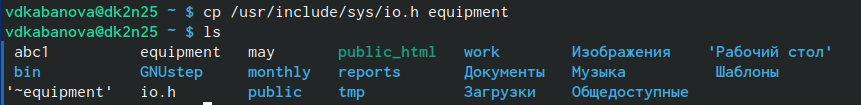 vdkabanova@dk2n25 ~ $ cp /usr/include/sys/io.h equipment
vdkabanova@dk2n25 ~ $ ls
abc1 equipment may public_html work Изображения 'Рабочий стол'
bin GNUstep monthly reports Документы Музыка Шаблоны
'~equipment' io.h public tmp Загрузки Общедоступные